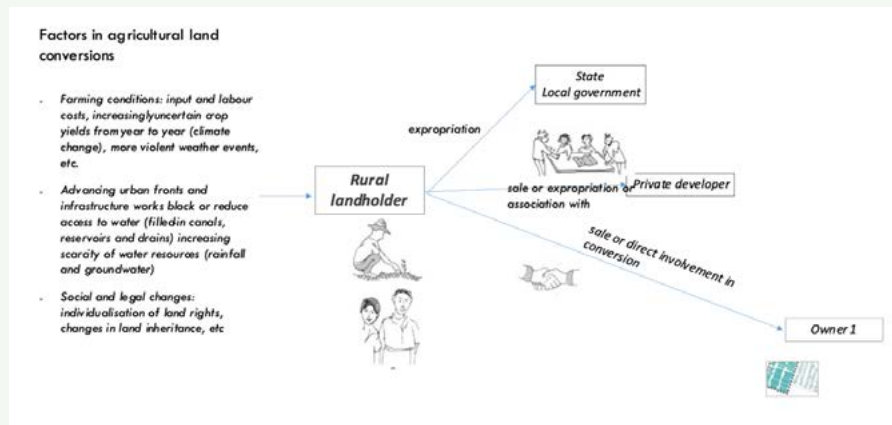 Factors in agricultural land
conversions
. Farming conditions: input and labour
costs, increasinglyuncertain crop
yields from year to year (climate
change), more violent weather events,
etc.
. Advancing urban fronts and
infrastructure works block or reduce
access to water (filled in canals,
reservoirs and drains) increasing
scarcity of water resources (rainfall
and groundwater)
. Social and legal changes:
individualisation of land rights,
changes in land inheritance, etc
Rural
landholder
expropriation
State
Local government
sale or expropriation or
association with
Private developer
sale or direct involvement in
conversion
Owner 1